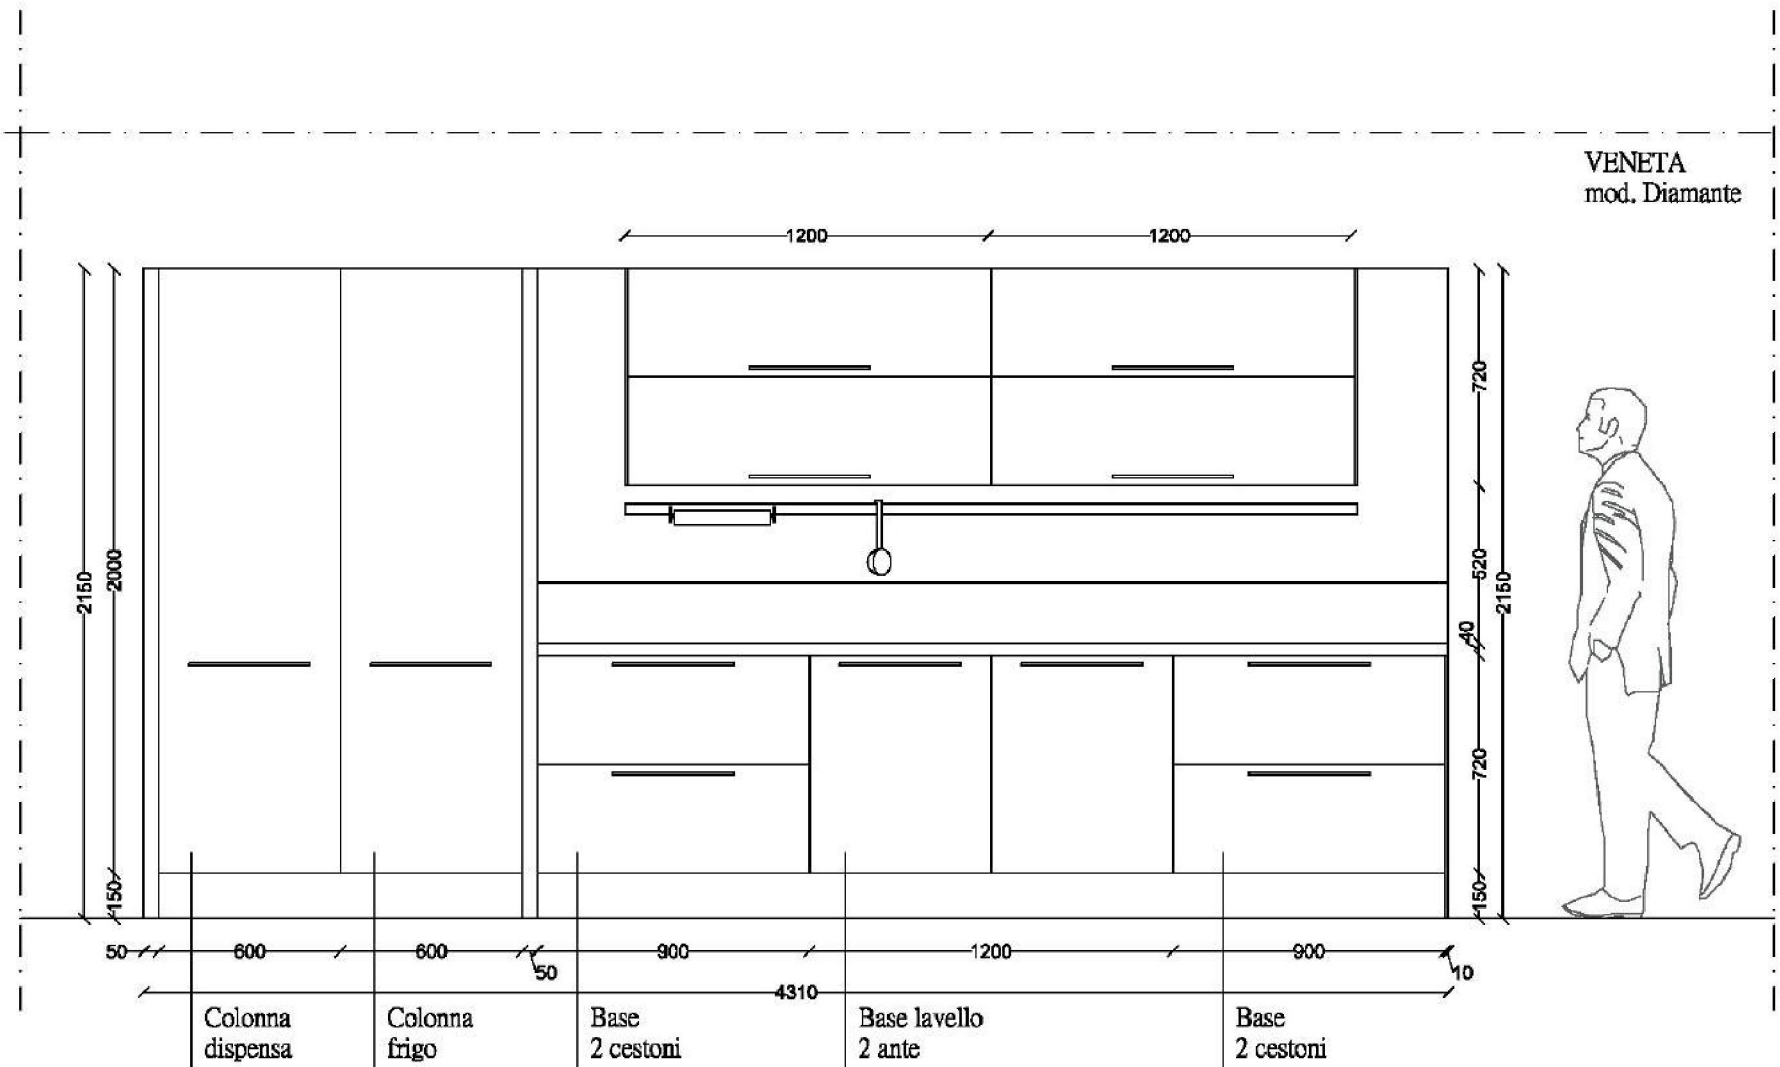 VENETA
mod. Diamante
1200 1200
2150
2000
150
720
520
40
720
150
2150
50 600 600 50 900 1200 900 10
4310
Colonna
dispensa
Colonna
frigo
Base
2 cestoni
Base lavello
2 ante
Base
2 cestoni